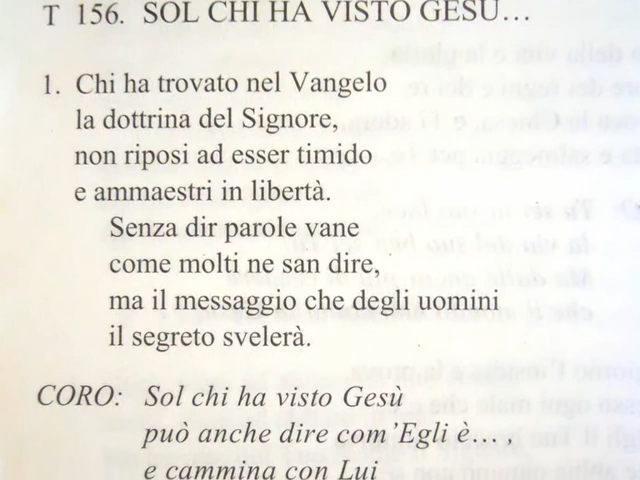 T 156. SOL CHI HA VISTO GESÙ...
1. Chi ha trovato nel Vangelo
la dottrina del Signore,
non riposi ad esser timido
e ammaestri in libertà.
Senza dir parole vane
come molti ne san dire,
ma il messaggio che degli uomini
il segreto svelerà.
CORO: Sol chi ha visto Gesù
può anche dire com'Egli è...,
e cammina con Lui